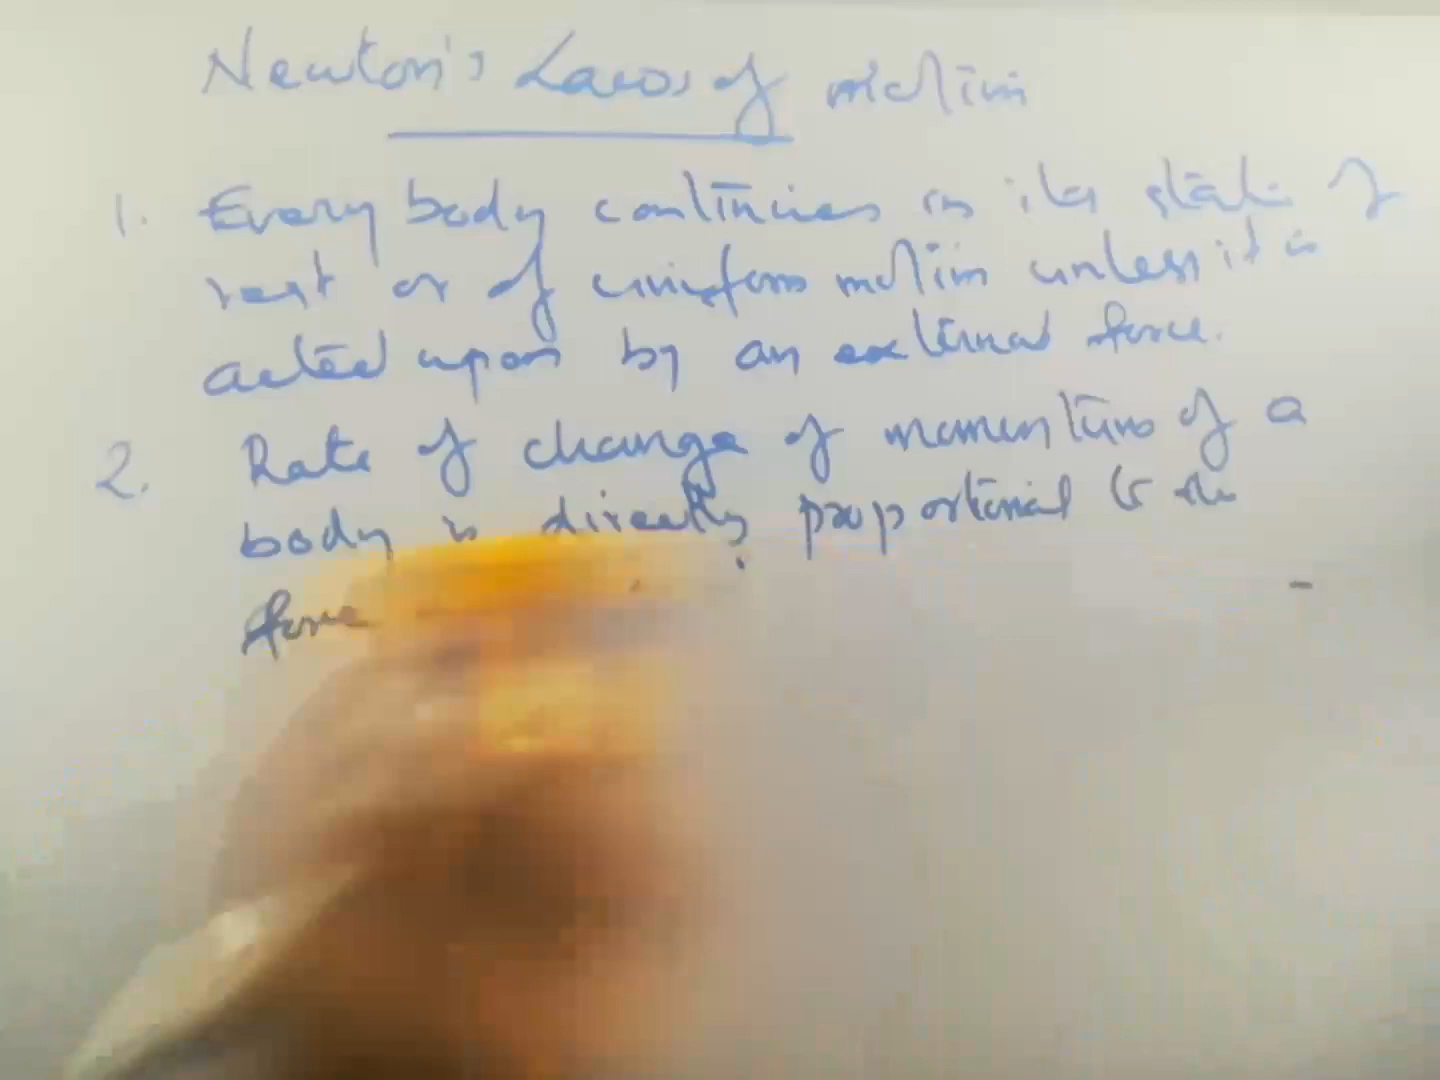 Newton's Laws of motion
1. Every body continues in its state of
rest or of uniform motion unless it is
acted upon by an external force.
2. Rate of change of momentum of a
body is directly proportional to the
force